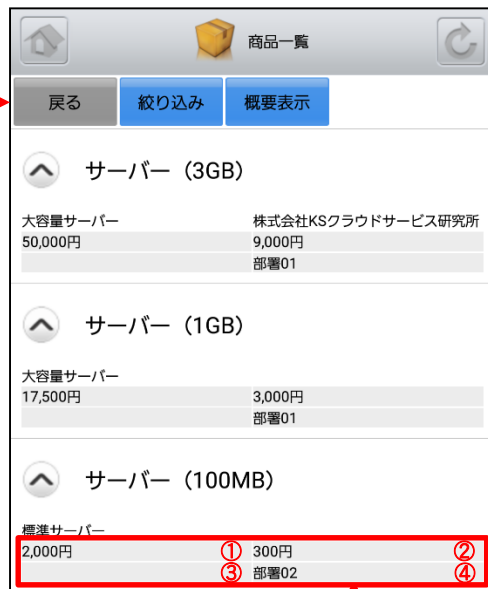 商品一覧
戻る 絞り込み 概要表示
サーバー（3GB）
大容量サーバー 株式会社KSクラウドサービス研究所
50,000円 9,000円
部署01
サーバー（1GB）
大容量サーバー
17,500円 3,000円
部署01
サーバー（100MB）
標準サーバー
2,000円 ① 300円 ②
③ 部署02 ④